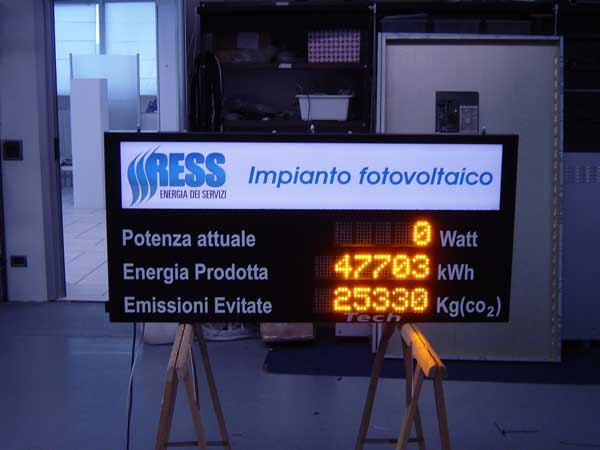 RESS
ENERGIA DEI SERVIZI
Impianto fotovoltaico
Potenza attuale 0 Watt
Energia Prodotta 47703 kWh
Emissioni Evitate 25330 Kg(co₂)
Tech